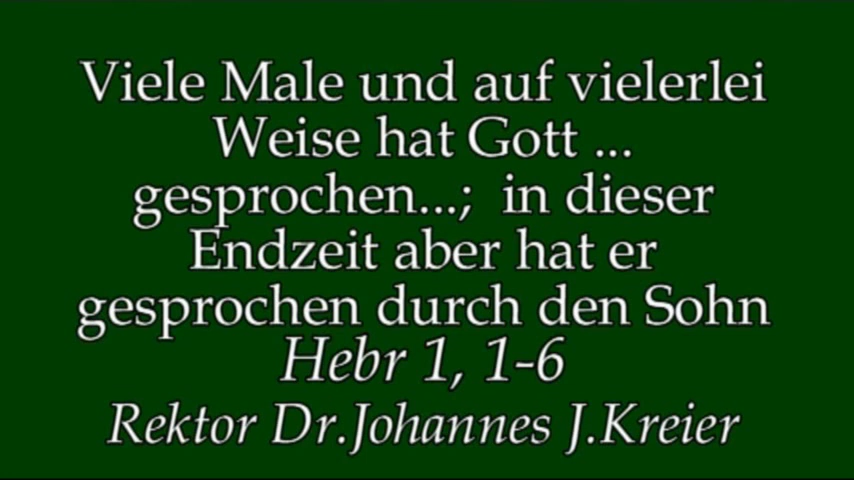 Viele Male und auf vielerlei
Weise hat Gott ...
gesprochen...;  in dieser
Endzeit aber hat er
gesprochen durch den Sohn
Hebr 1, 1-6
Rektor Dr.Johannes J.Kreier